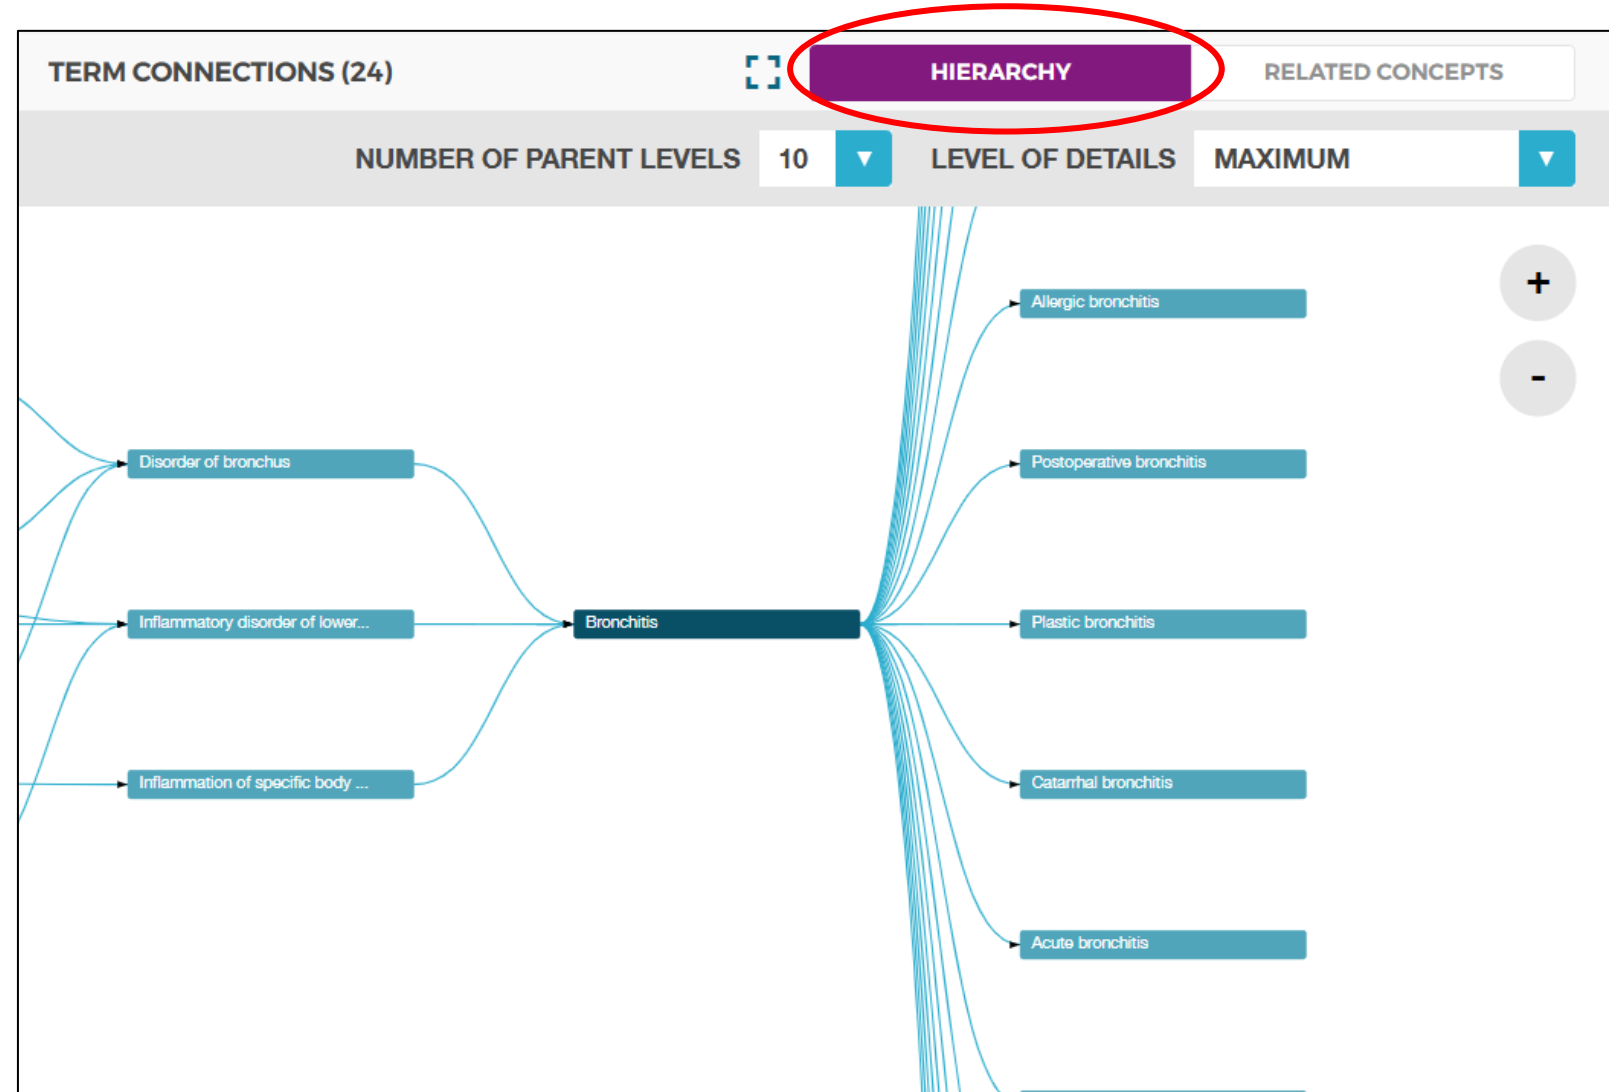 TERM CONNECTIONS (24)
HIERARCHY
RELATED CONCEPTS
NUMBER OF PARENT LEVELS 10
LEVEL OF DETAILS MAXIMUM
+
-
Allergic bronchitis
Disorder of bronchus
Postoperative bronchitis
Inflammatory disorder of lower...
Bronchitis
Plastic bronchitis
Inflammation of specific body ...
Catarrhal bronchitis
Acute bronchitis